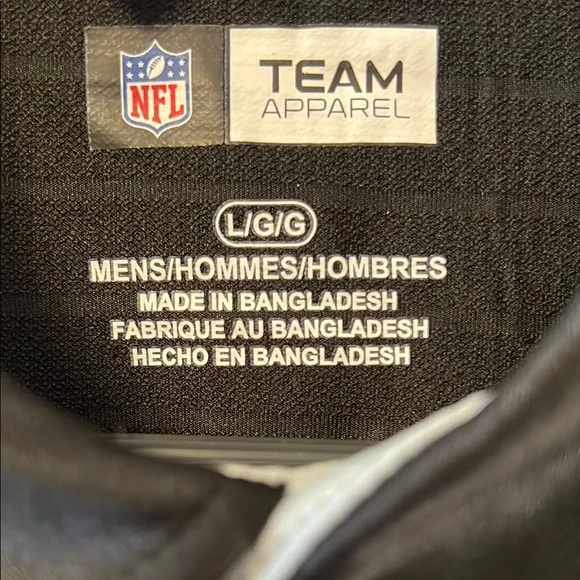 NFL
TEAM
APPAREL
L/G/G
MENS/HOMMES/HOMBRES
MADE IN BANGLADESH
FABRIQUE AU BANGLADESH
HECHO EN BANGLADESH